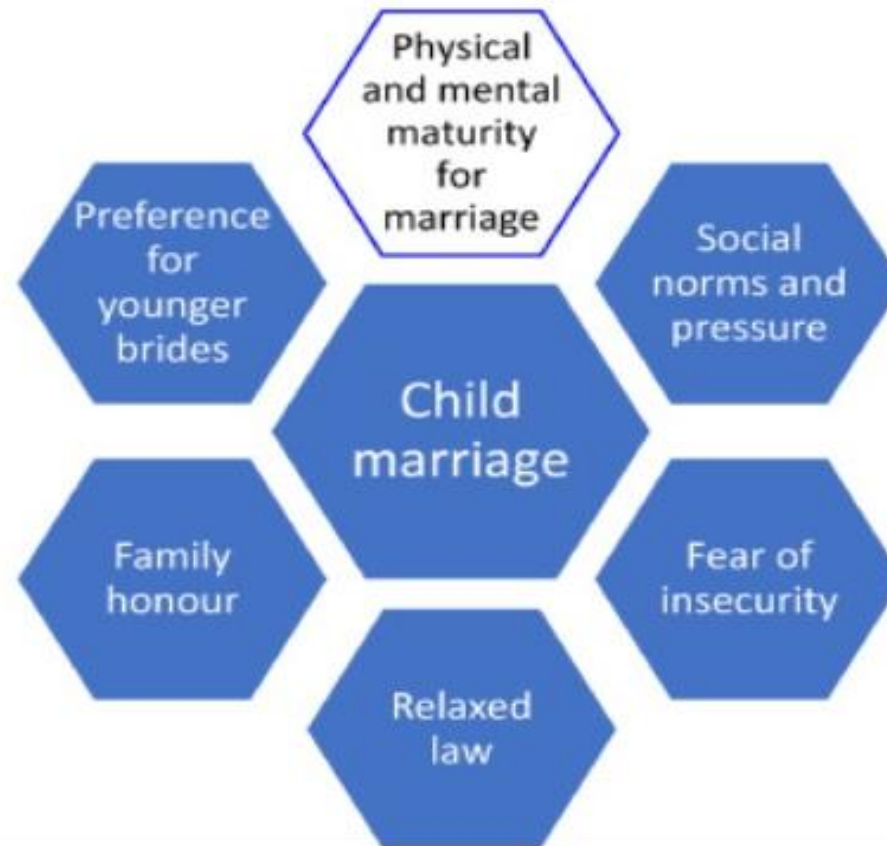 Physical
and mental
maturity
for
marriage
Preference
for
younger
brides
Social
norms and
pressure
Child
marriage
Family
honour
Fear of
insecurity
Relaxed
law